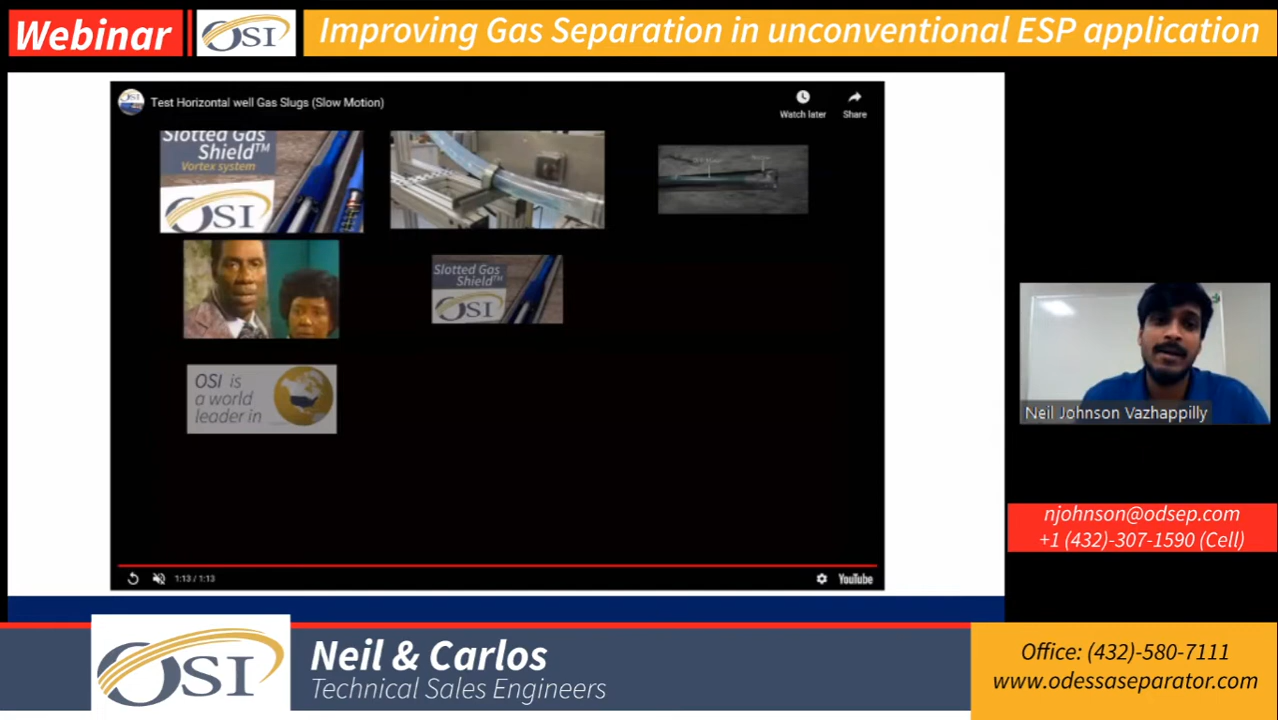 Webinar
OSI
Improving Gas Separation in unconventional ESP application
OSI
Test Horizontal well Gas Slugs (Slow Motion)
Watch later
Share
Slotted Gas
Shield™
Vortex system
OSI
Slotted Gas
Shield™
OSI
OSI is
a world
leader in
1:13 / 1:13
YouTube
Neil Johnson Vazhappilly
njohnson@odsep.com
+1 (432)-307-1590 (Cell)
OSI
Neil & Carlos
Technical Sales Engineers
Office: (432)-580-7111
www.odessaseparator.com